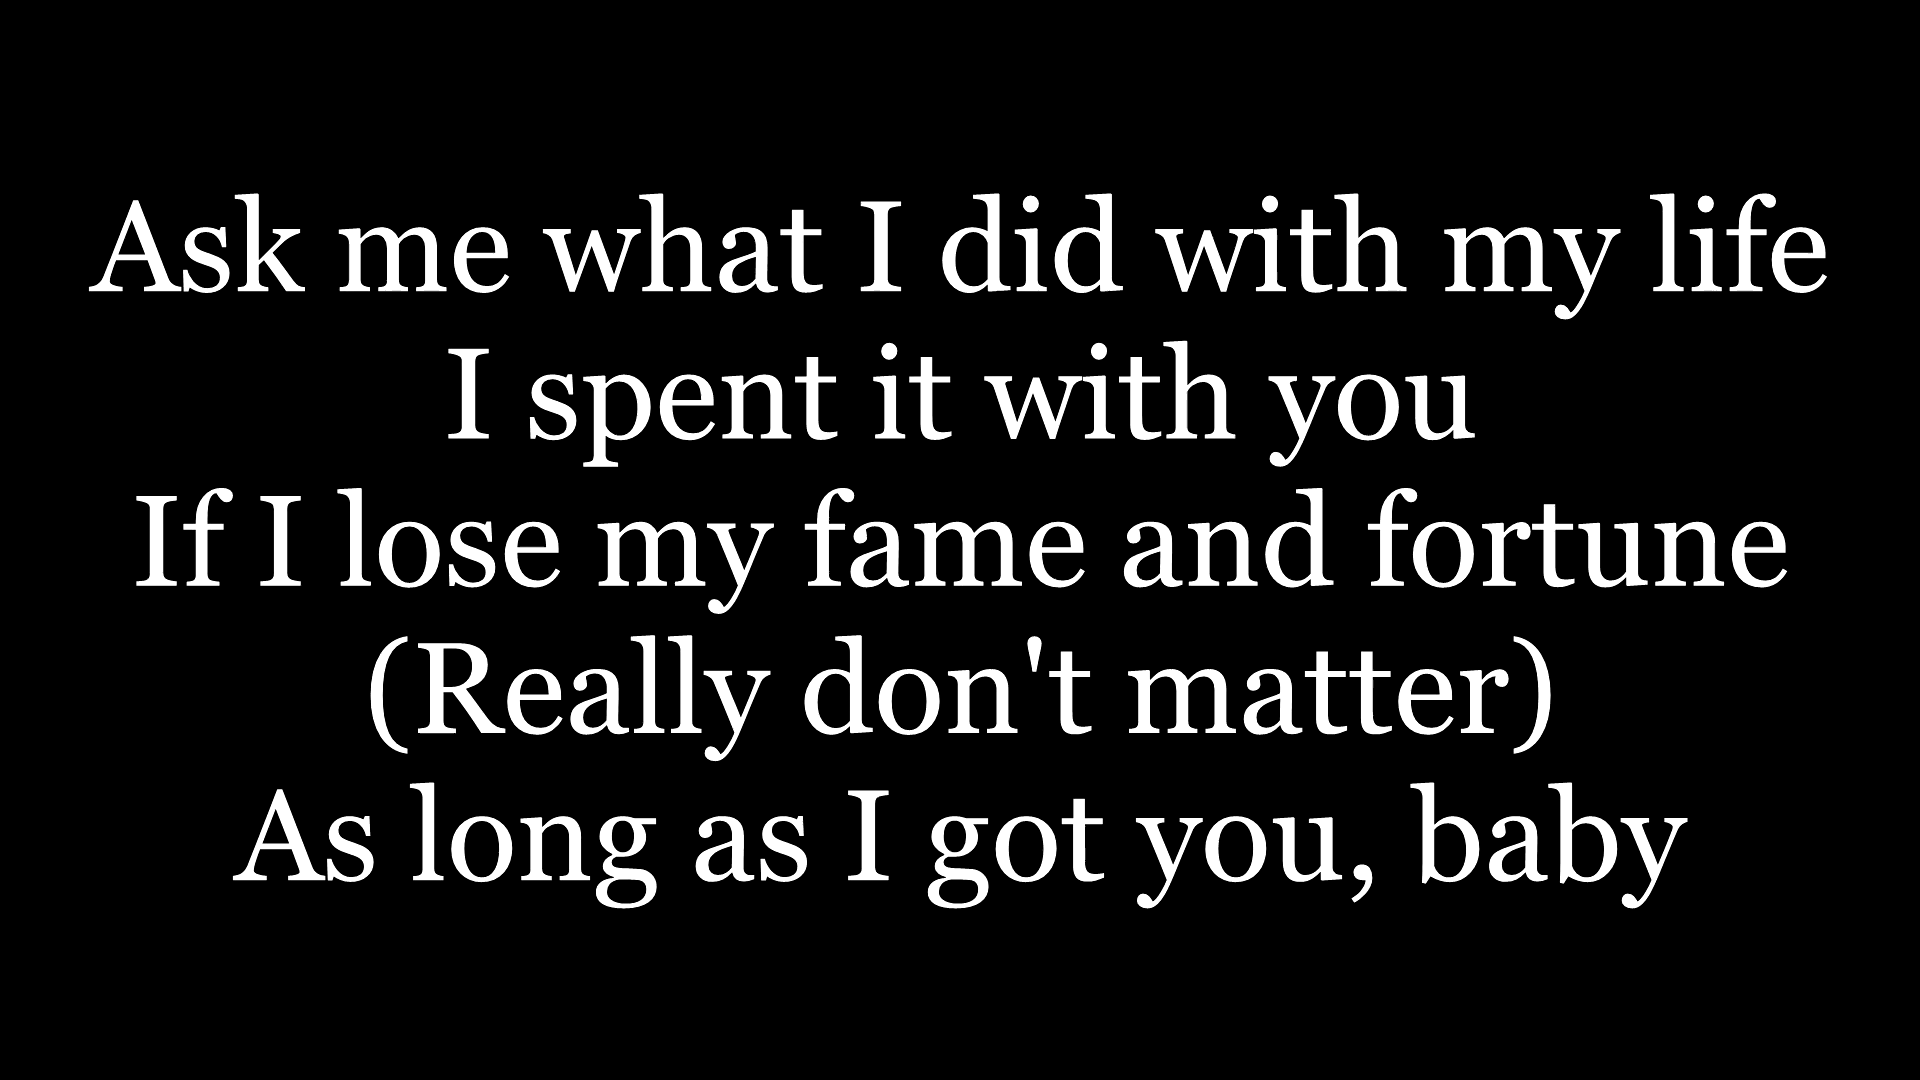 Ask me what I did with my life
I spent it with you
If I lose my fame and fortune
(Really don't matter)
As long as I got you, baby